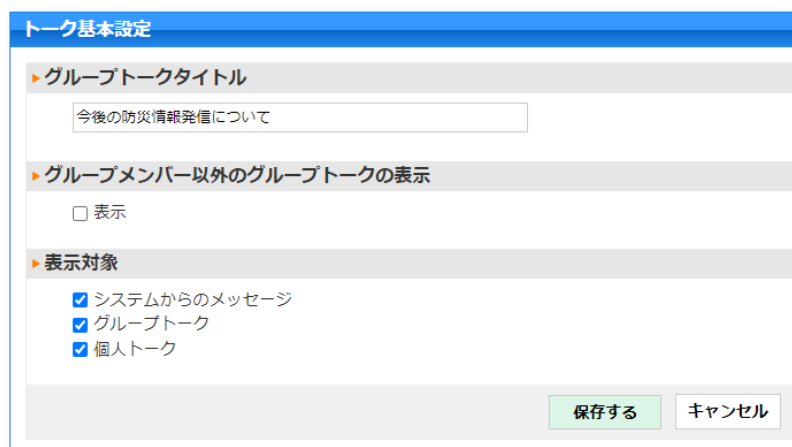 トーク基本設定
グループトークタイトル
今後の防災情報発信について
グループメンバー以外のグループトークの表示
表示
表示対象
システムからのメッセージ
グループトーク
個人トーク
保存する キャンセル